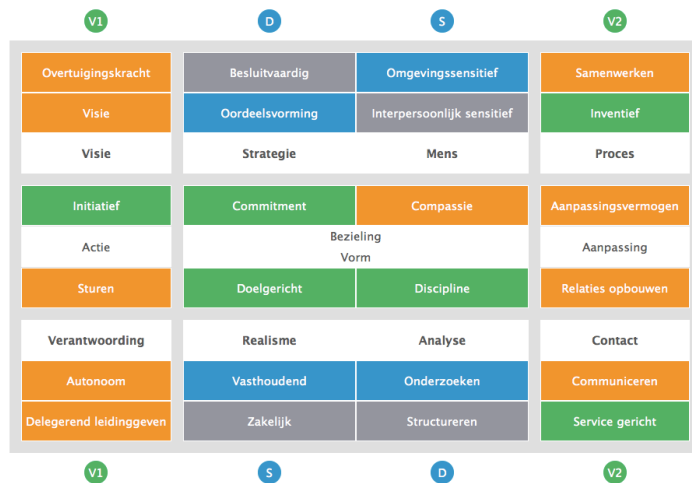 V1 D S V2
Overtuigingskracht Besluitvaardig Omgevingssensitief Samenwerken
Visie Oordeelsvorming Interpersoonlijk sensitief Inventief
Visie Strategie Mens Proces
Initiatief Commitment Compassie Aanpassingsvermogen
Actie Bezieling Aanpassing
Vorm
Sturen Doelgericht Discipline Relaties opbouwen
Verantwoording Realisme Analyse Contact
Autonoom Vasthoudend Onderzoeken Communiceren
Delegerend leidinggeven Zakelijk Structureren Service gericht
V1 S D V2